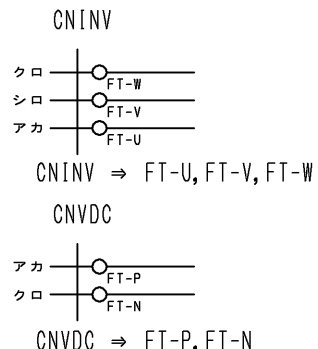 CNINV
クロ FT-W
シロ FT-V
アカ FT-U
CNINV ⇒ FT-U,FT-V,FT-W
CNVDC
アカ FT-P
クロ FT-N
CNVDC ⇒ FT-P,FT-N